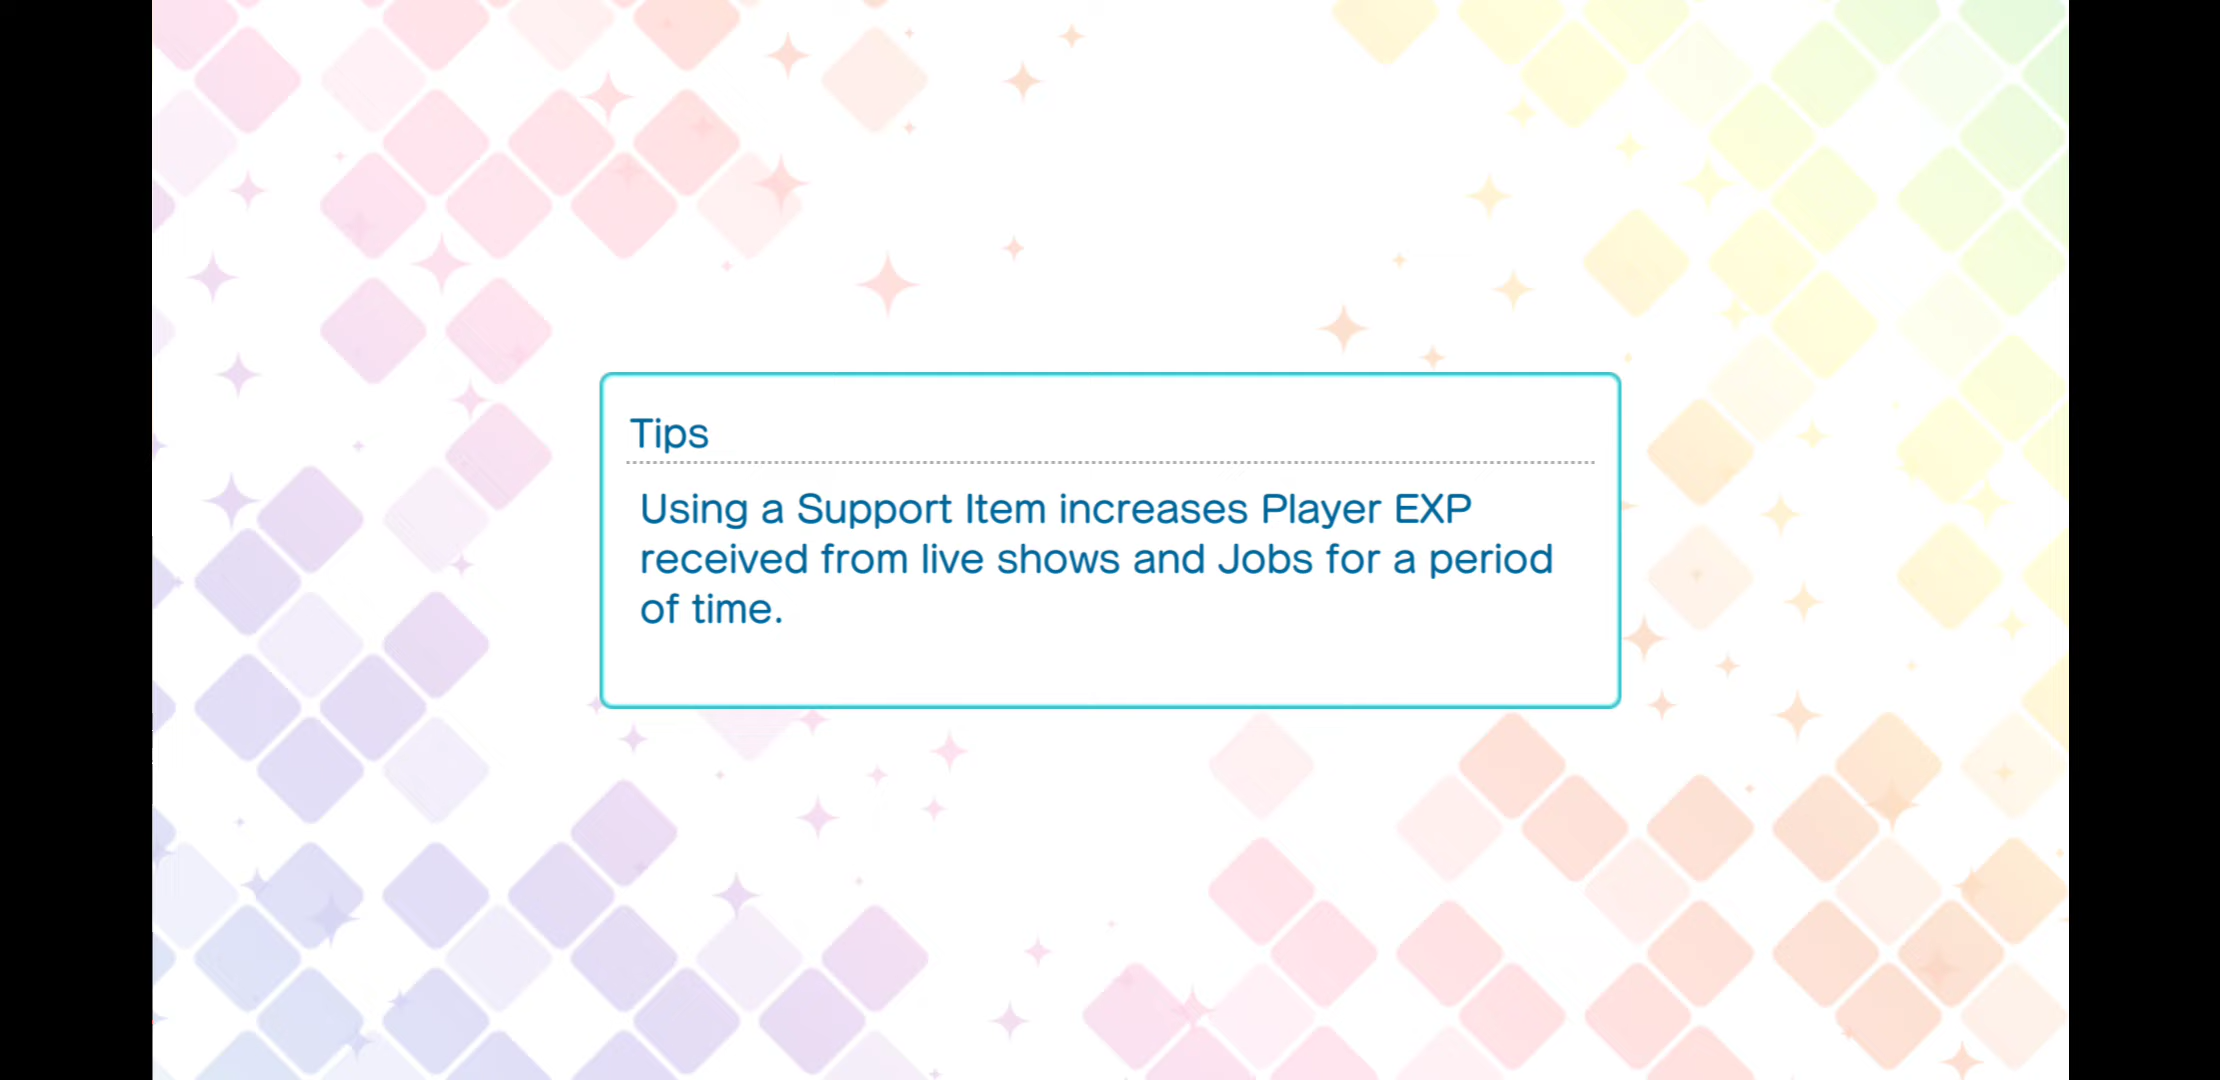 Tips
Using a Support Item increases Player EXP
received from live shows and Jobs for a period
of time.